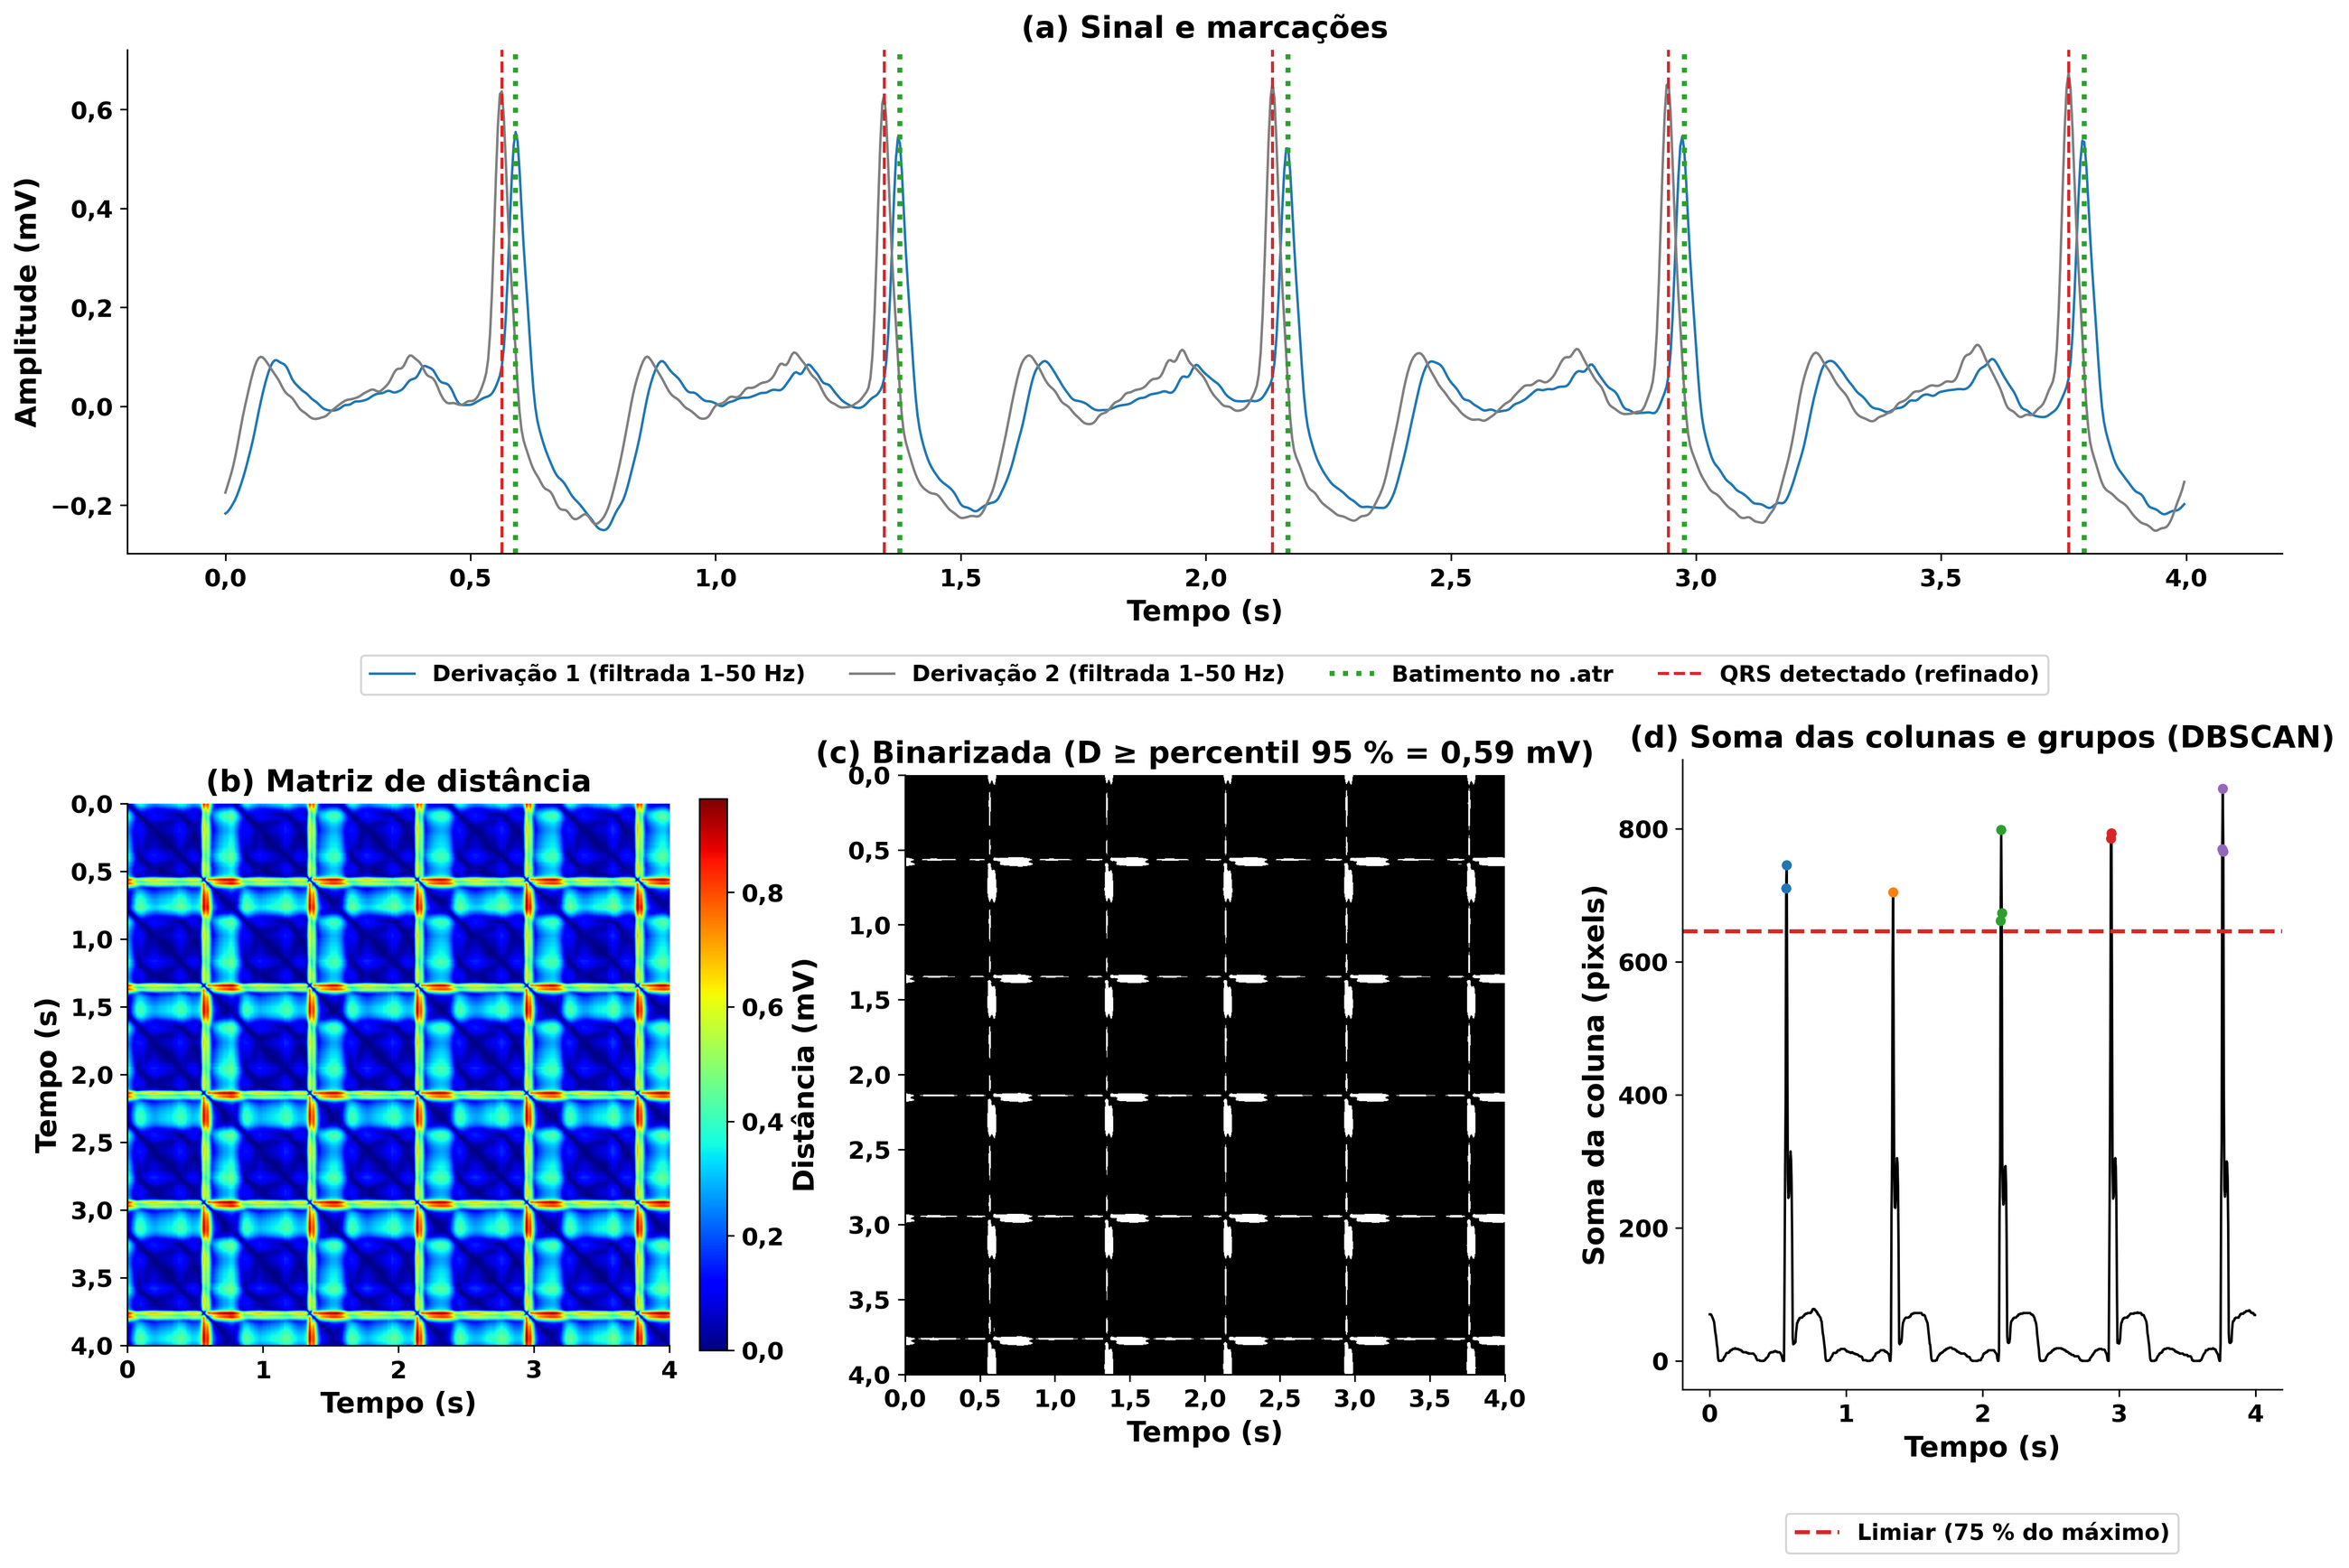 (a) Sinal e marcações
Amplitude (mV)
0,6
0,4
0,2
0,0
−0,2
0,0 0,5 1,0 1,5 2,0 2,5 3,0 3,5 4,0
Tempo (s)
Derivação 1 (filtrada 1–50 Hz) Derivação 2 (filtrada 1–50 Hz) Batimento no .atr QRS detectado (refinado)
(b) Matriz de distância
Tempo (s)
0,0
0,5
1,0
1,5
2,0
2,5
3,0
3,5
4,0
0 1 2 3 4
Tempo (s)
0,8
0,6
0,4
0,2
0,0
Distância (mV)
(c) Binarizada (D ≥ percentil 95 % = 0,59 mV)
0,0
0,5
1,0
1,5
2,0
2,5
3,0
3,5
4,0
0,0 0,5 1,0 1,5 2,0 2,5 3,0 3,5 4,0
Tempo (s)
(d) Soma das colunas e grupos (DBSCAN)
Soma da coluna (pixels)
800
600
400
200
0
0 1 2 3 4
Tempo (s)
Limiar (75 % do máximo)